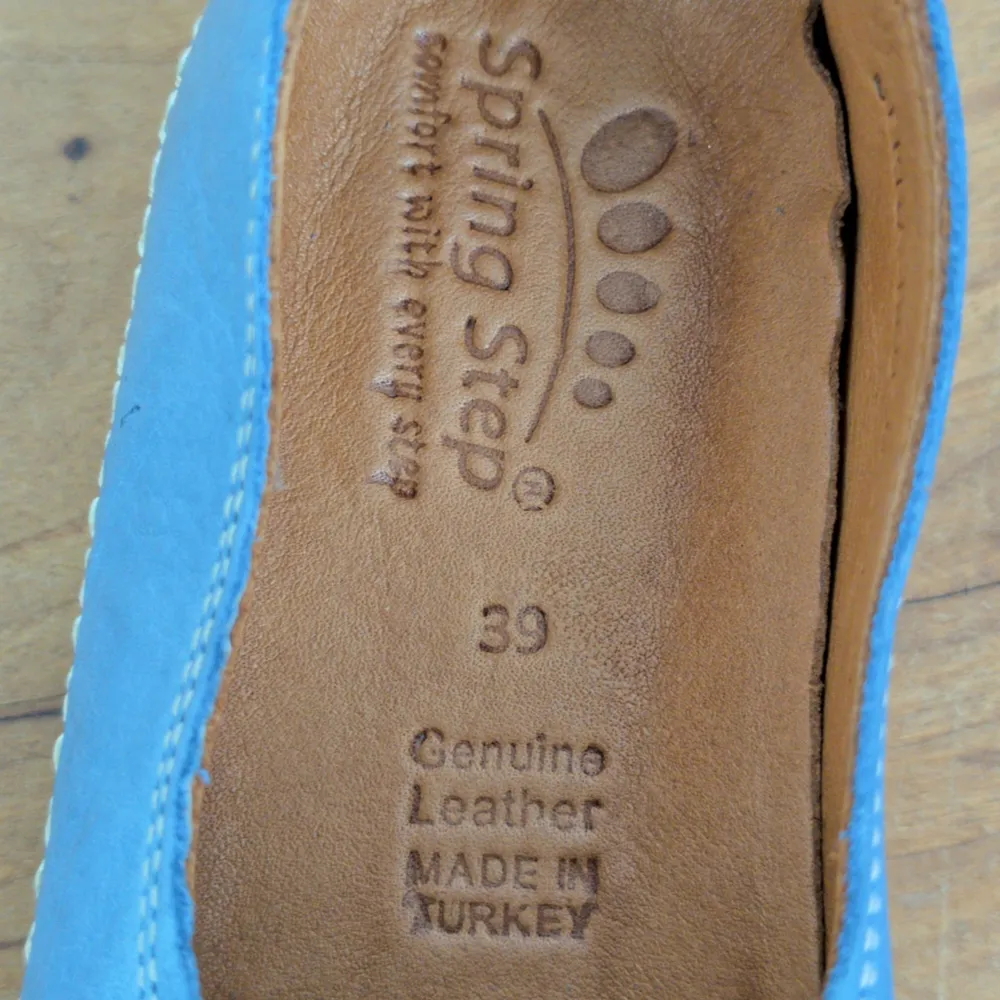 Spring Step®
comfort with every step
39
Genuine
Leather
MADE IN
TURKEY